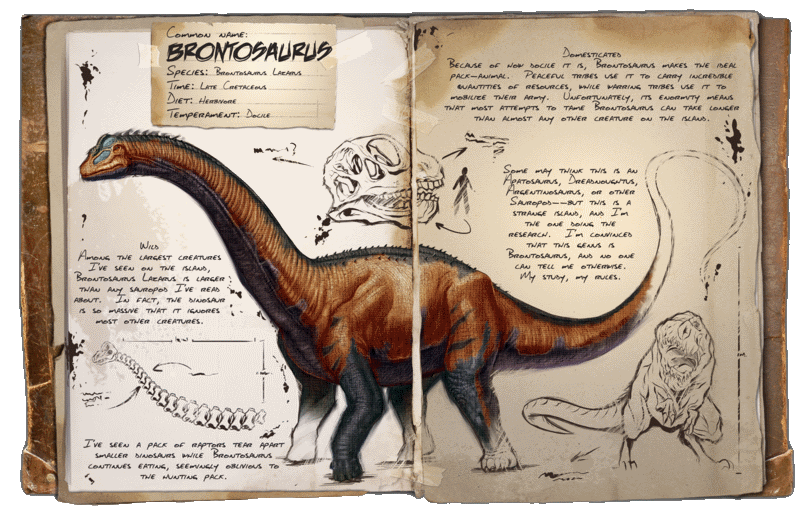 Common name:
Brontosaurus
Species: Brontosaurus Lazarus
Time: Late Cretaceous
Diet: Herbivore
Temperament: Docile
Wild
Among the largest creatures
I've seen on the island,
Brontosaurus Lazarus is larger
than any sauropod I've read
about. In fact, the dinosaur
is so massive that it ignores
most other creatures.
I've seen a pack of raptors tear apart
smaller dinosaurs while Brontosaurus
continues eating, seemingly oblivious to
the hunting pack.
Domesticated
Because of how docile it is, Brontosaurus makes the ideal
pack-animal. Peaceful tribes use it to carry incredible
quantities of resources, while warring tribes use it to
mobilize their army. Unfortunately, its enormity means
that most attempts to tame Brontosaurus can take longer
than almost any other creature on the island.
Some may think this is an
Apatosaurus, Dreadnoughtus,
Argentinosaurus, or other
Sauropod--but this is a
strange island, and I'm
the one doing the
research. I'm convinced
that this genus is
Brontosaurus, and no one
can tell me otherwise.
My study, my rules.